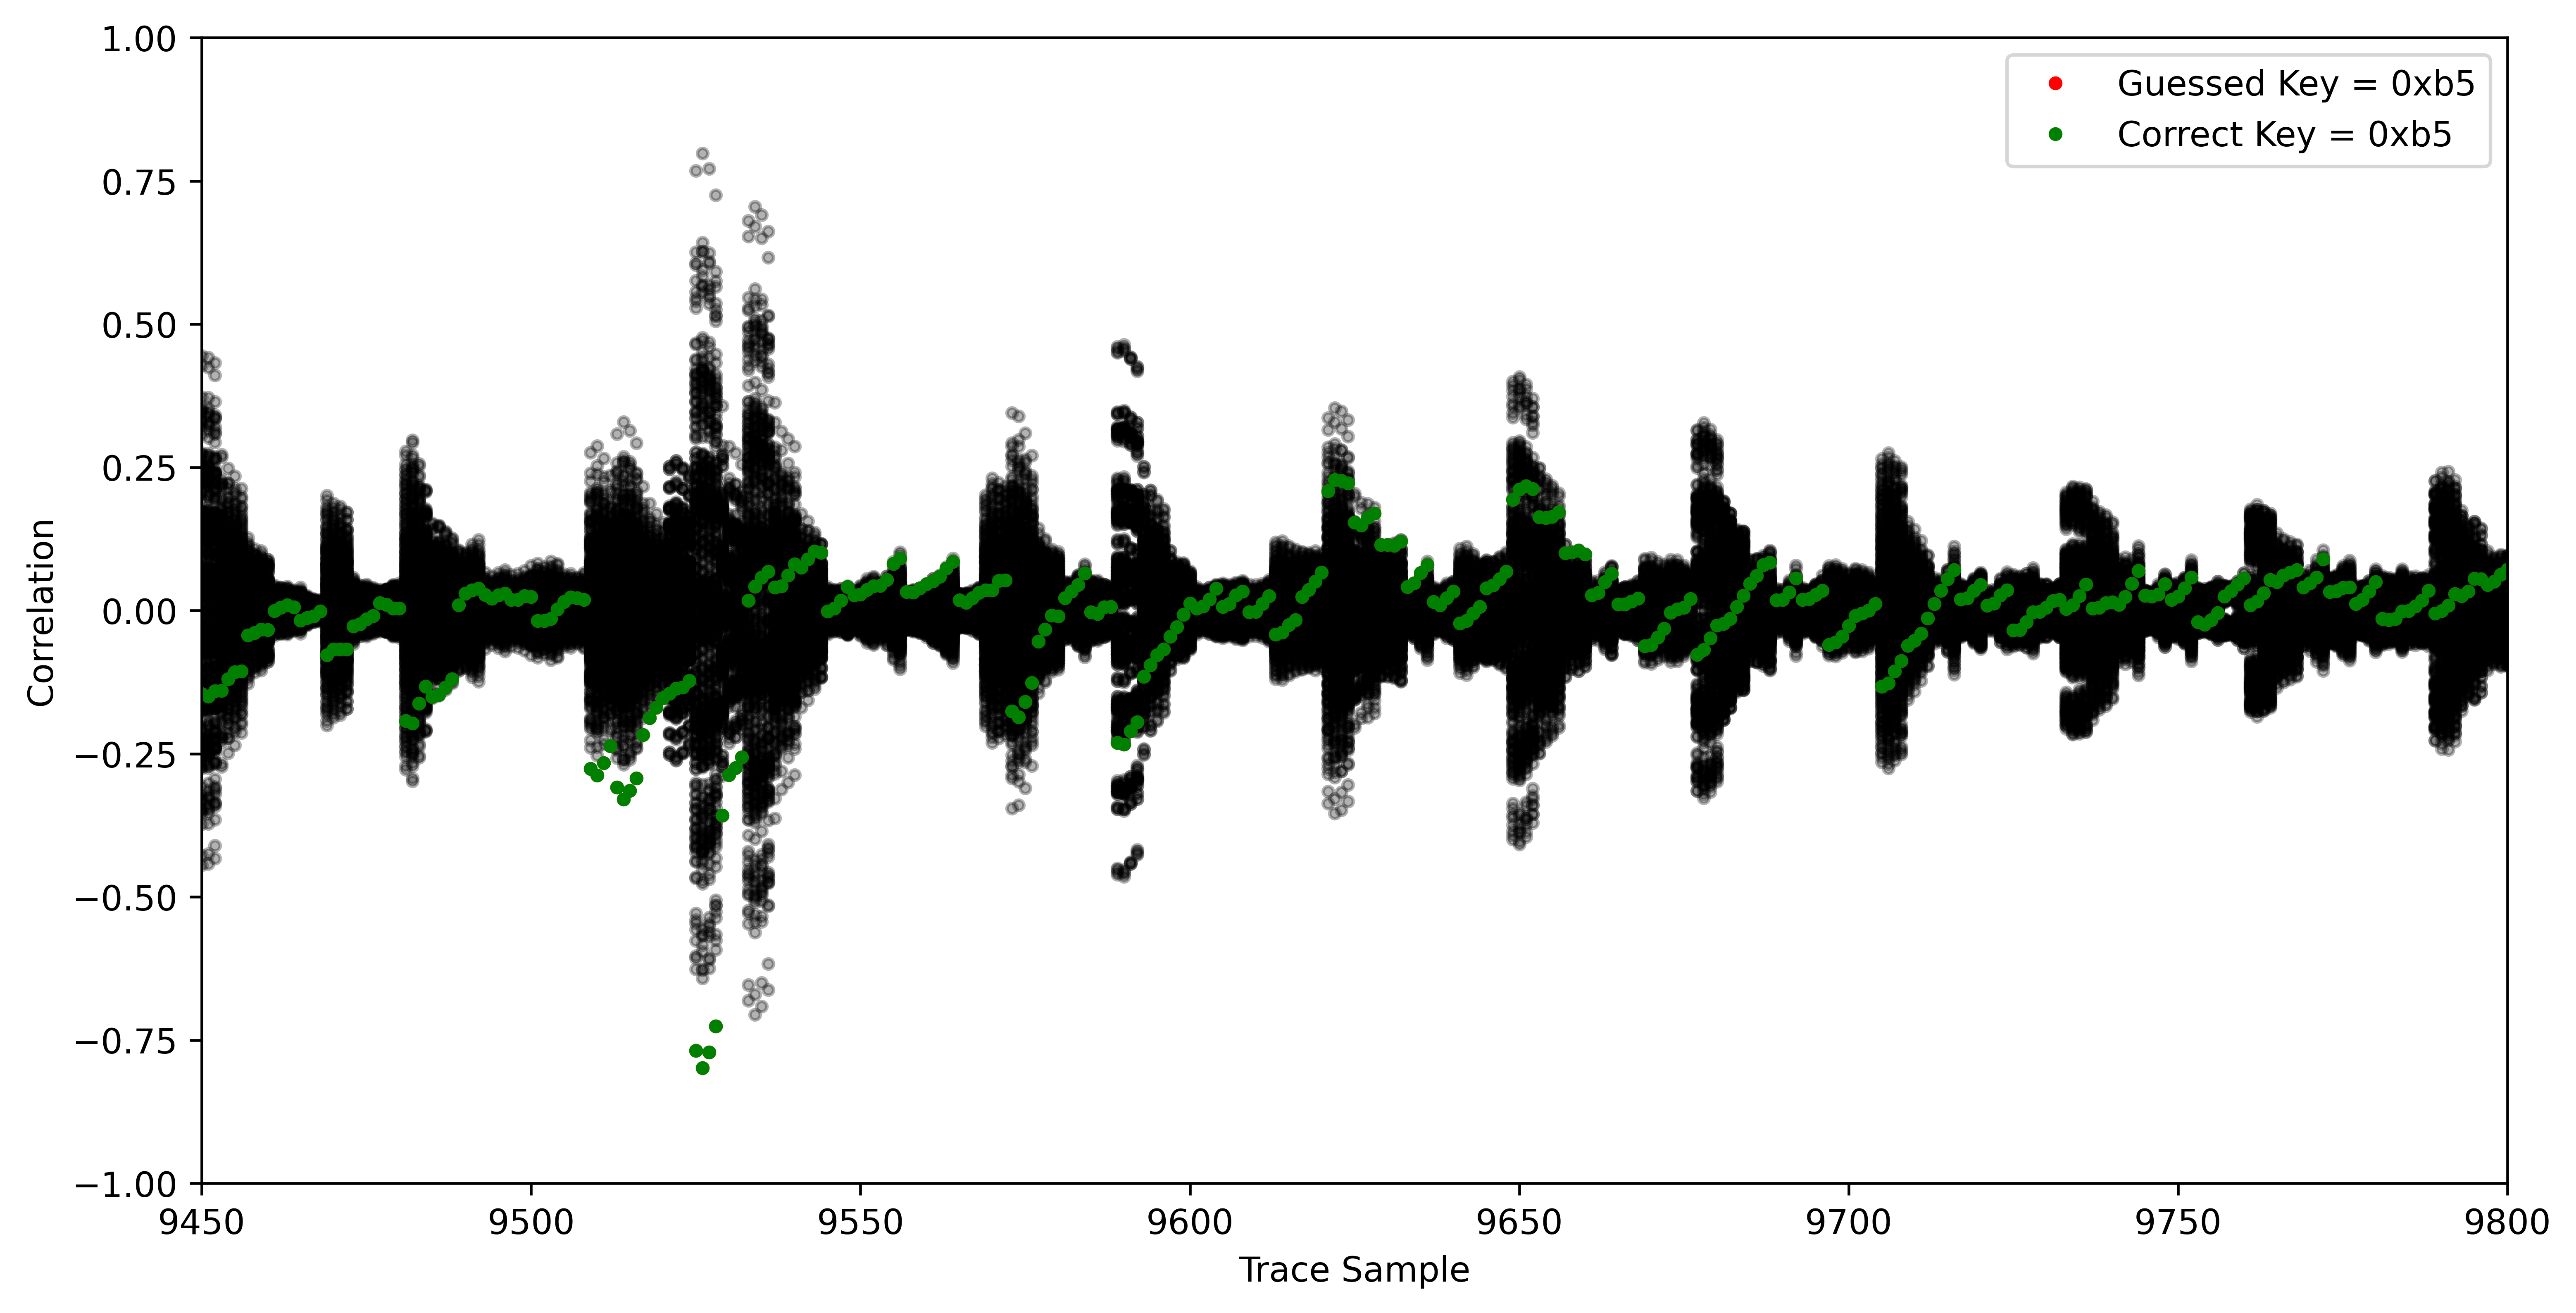 Guessed Key = 0xb5
Correct Key = 0xb5
1.00
0.75
0.50
0.25
0.00
−0.25
−0.50
−0.75
−1.00
Correlation
9450 9500 9550 9600 9650 9700 9750 9800
Trace Sample